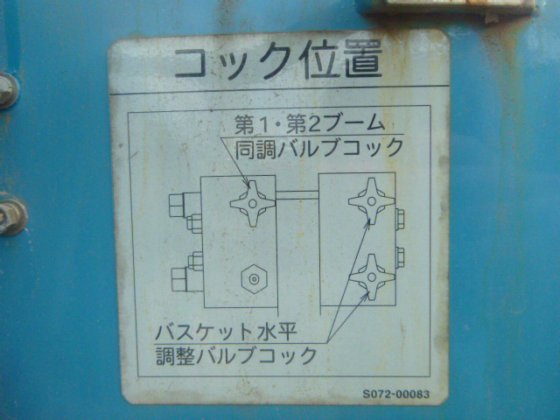 コック位置
第1・第2ブーム
同調バルブコック
バスケット水平
調整バルブコック
S072-00083